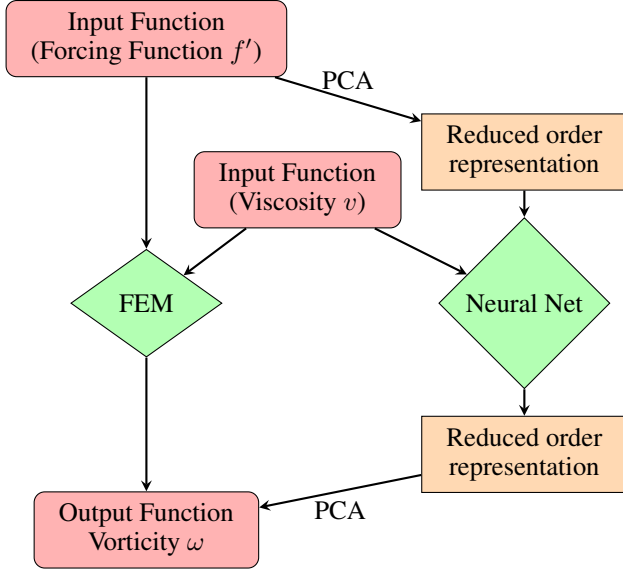 Input Function
(Forcing Function f′)
PCA
Reduced order
representation
Input Function
(Viscosity v)
FEM
Neural Net
Reduced order
representation
PCA
Output Function
Vorticity ω